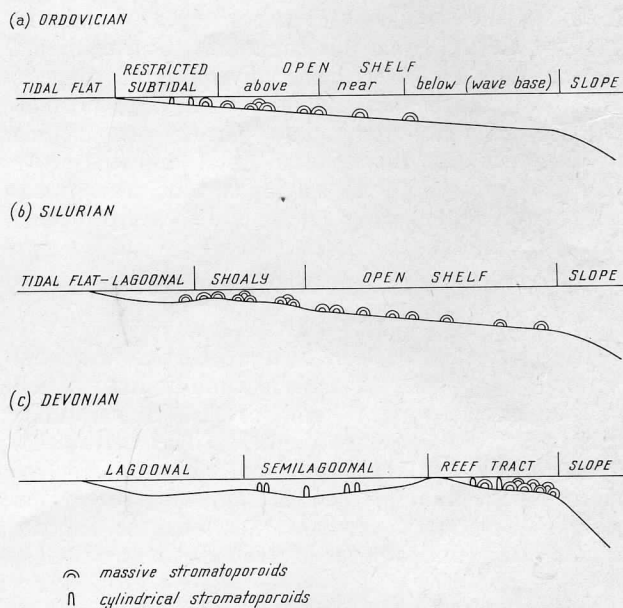 (a) ORDOVICIAN
RESTRICTED OPEN SHELF
TIDAL FLAT SUBTIDAL above near below (wave base) SLOPE
(b) SILURIAN
TIDAL FLAT-LAGOONAL SHOALY OPEN SHELF SLOPE
(c) DEVONIAN
LAGOONAL SEMILAGOONAL REEF TRACT SLOPE
massive stromatoporoids
cylindrical stromatoporoids